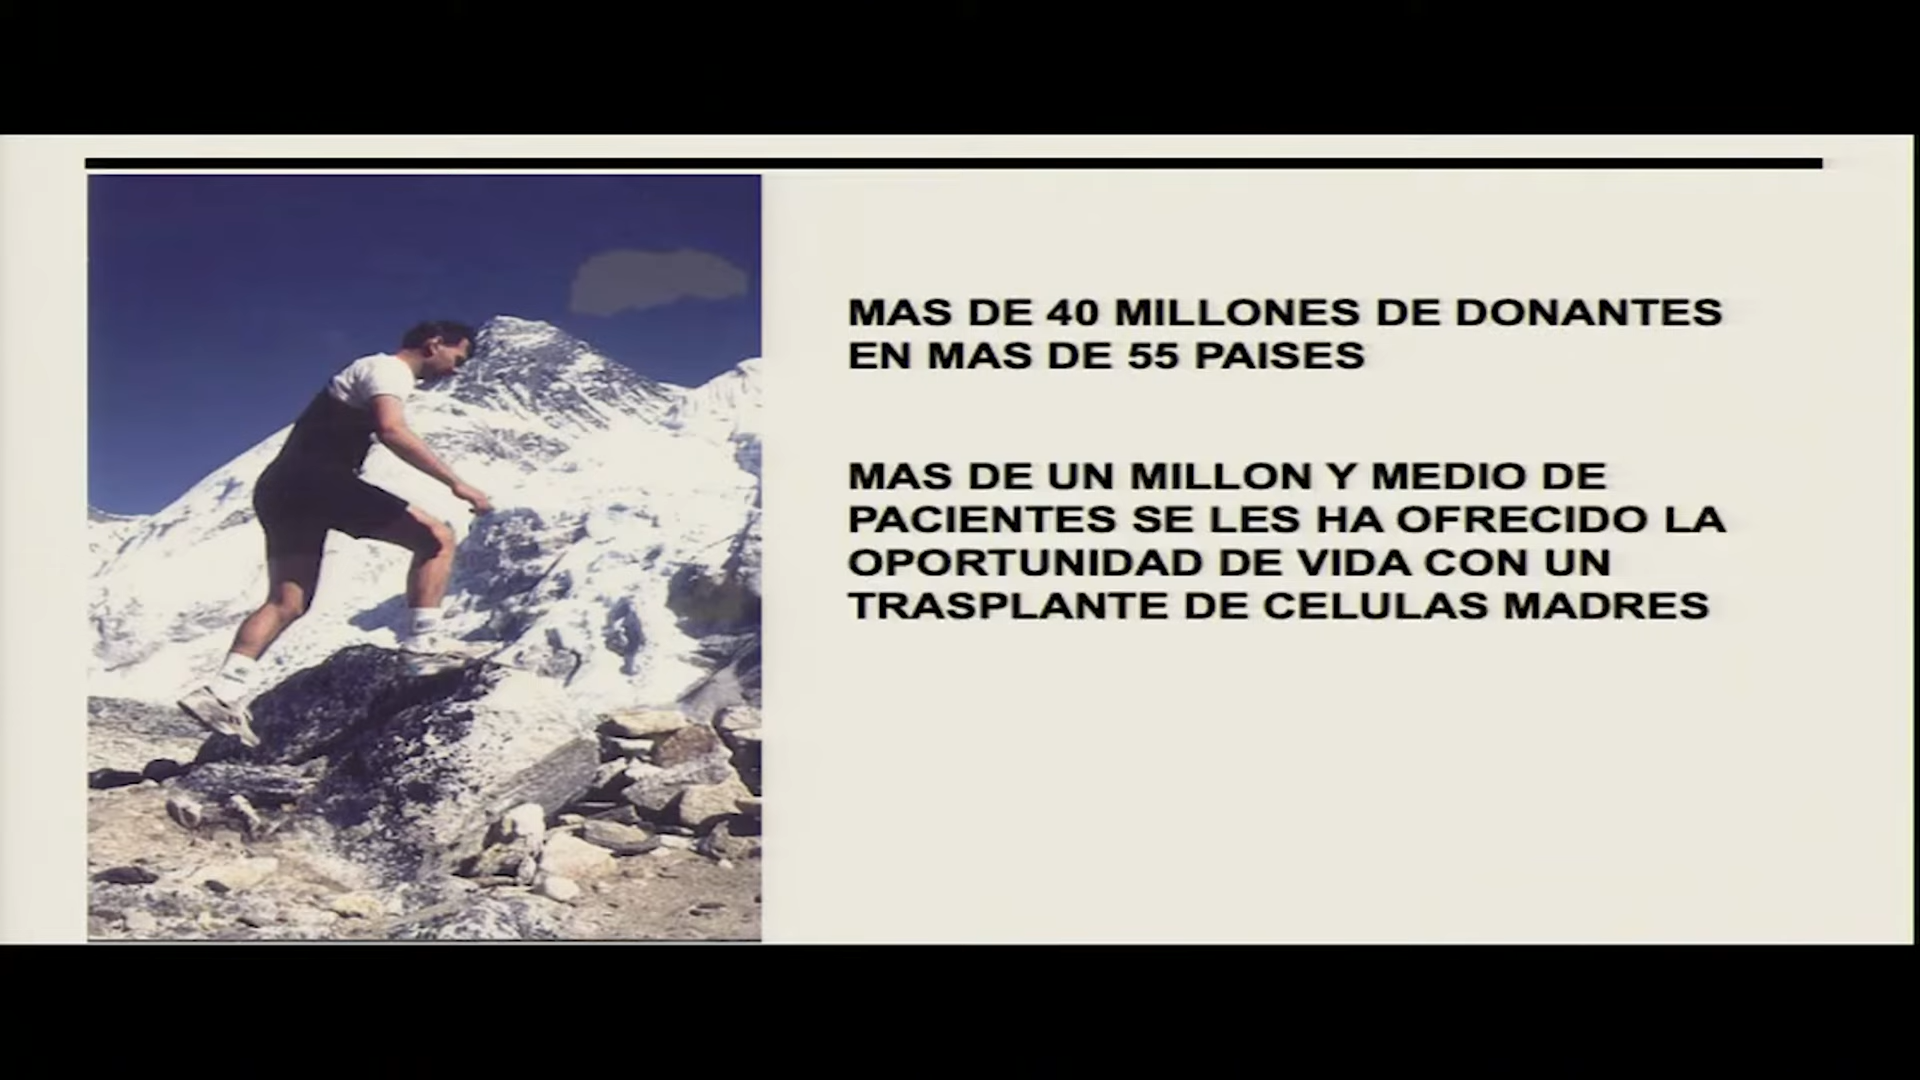 MAS DE 40 MILLONES DE DONANTES
EN MAS DE 55 PAISES
MAS DE UN MILLON Y MEDIO DE
PACIENTES SE LES HA OFRECIDO LA
OPORTUNIDAD DE VIDA CON UN
TRASPLANTE DE CELULAS MADRES